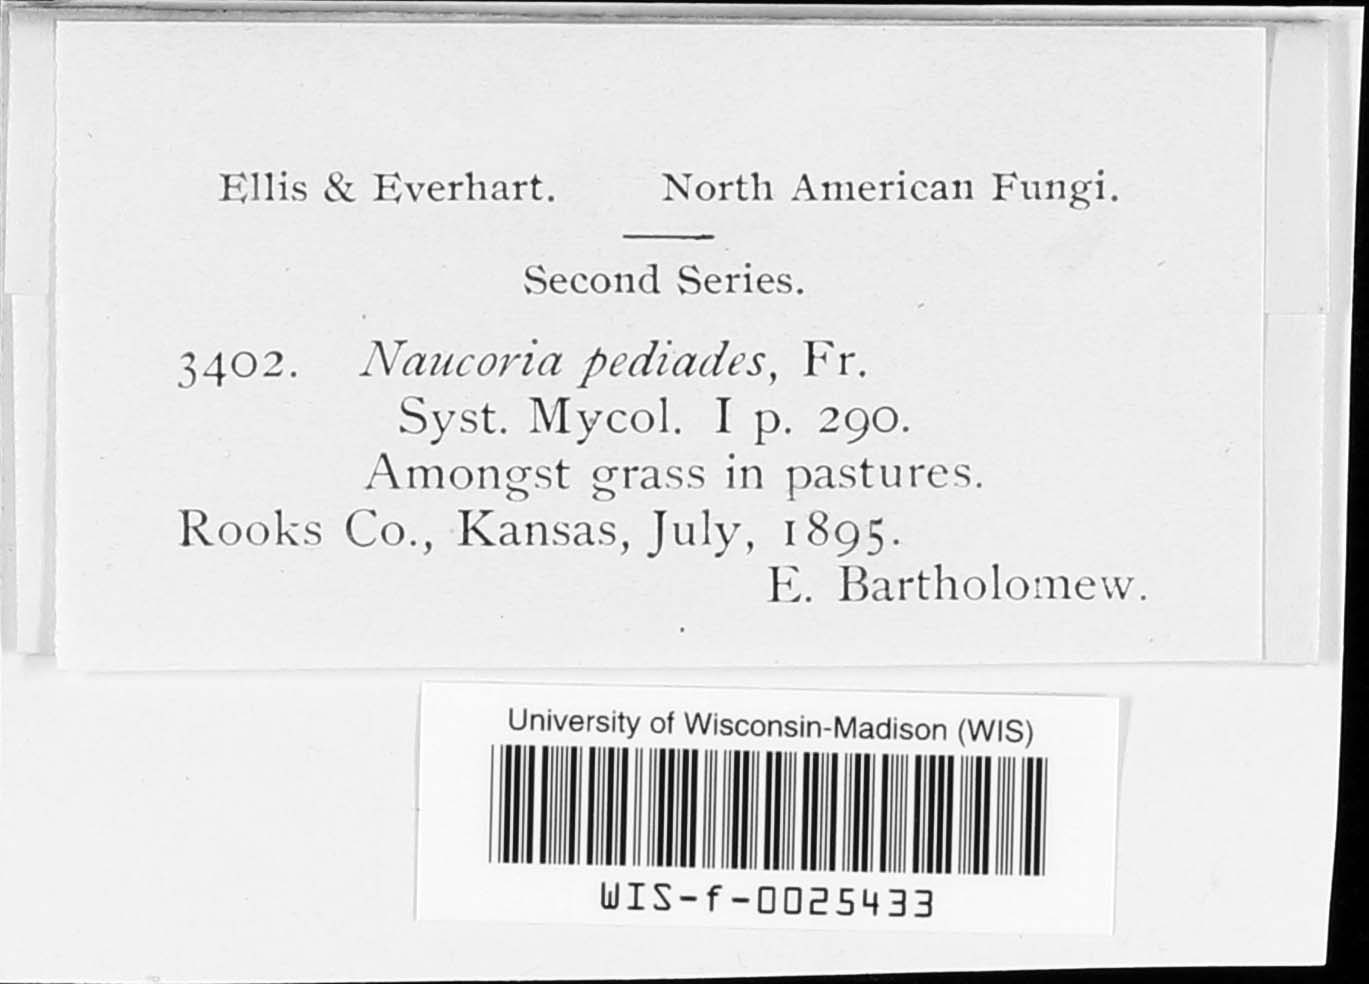 Ellis & Everhart. North American Fungi.
Second Series.
3402. Naucoria pediades, Fr.
Syst. Mycol. I p. 290.
Amongst grass in pastures.
Rooks Co., Kansas, July, 1895.
E. Bartholomew.
University of Wisconsin-Madison (WIS)
WIS-f-0025433